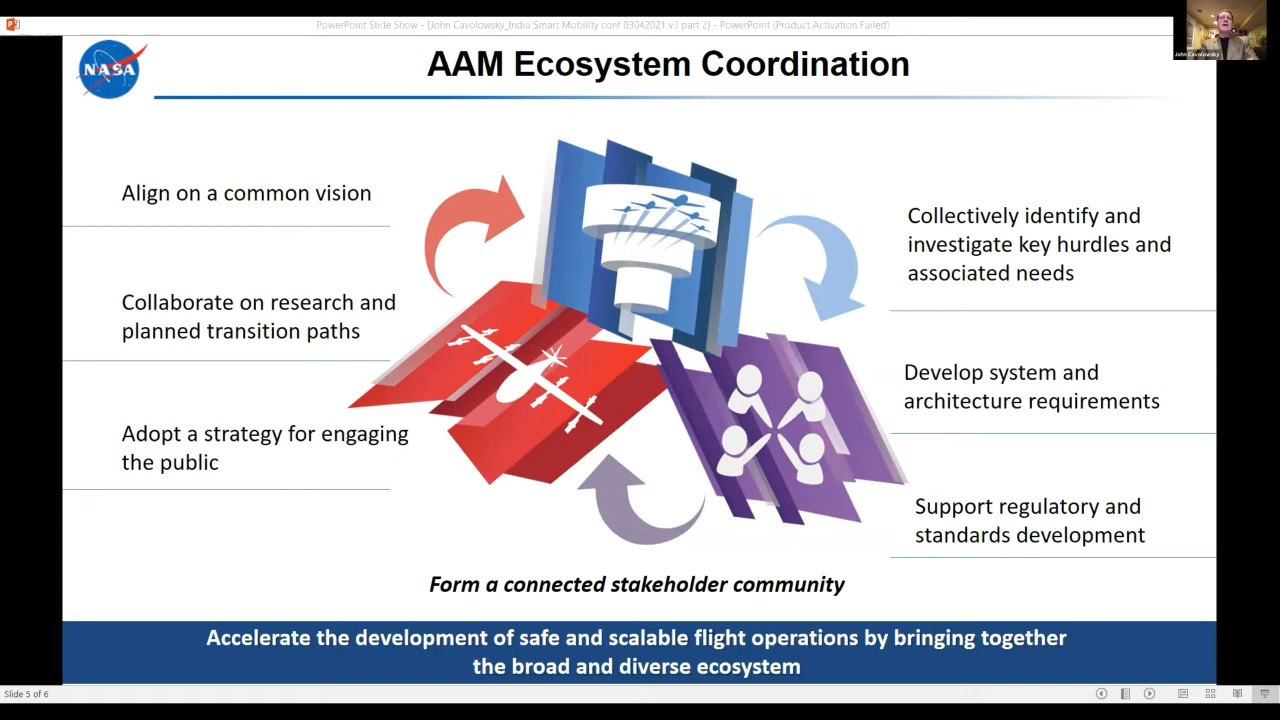 PowerPoint Slide Show - [John Cavolowsky_India Smart Mobility conf 03042021 v3 part 2] - PowerPoint (Product Activation Failed)
John Cavolowsky
NASA
AAM Ecosystem Coordination
Align on a common vision
Collaborate on research and
planned transition paths
Adopt a strategy for engaging
the public
Collectively identify and
investigate key hurdles and
associated needs
Develop system and
architecture requirements
Support regulatory and
standards development
Form a connected stakeholder community
Accelerate the development of safe and scalable flight operations by bringing together
the broad and diverse ecosystem
Slide 5 of 6